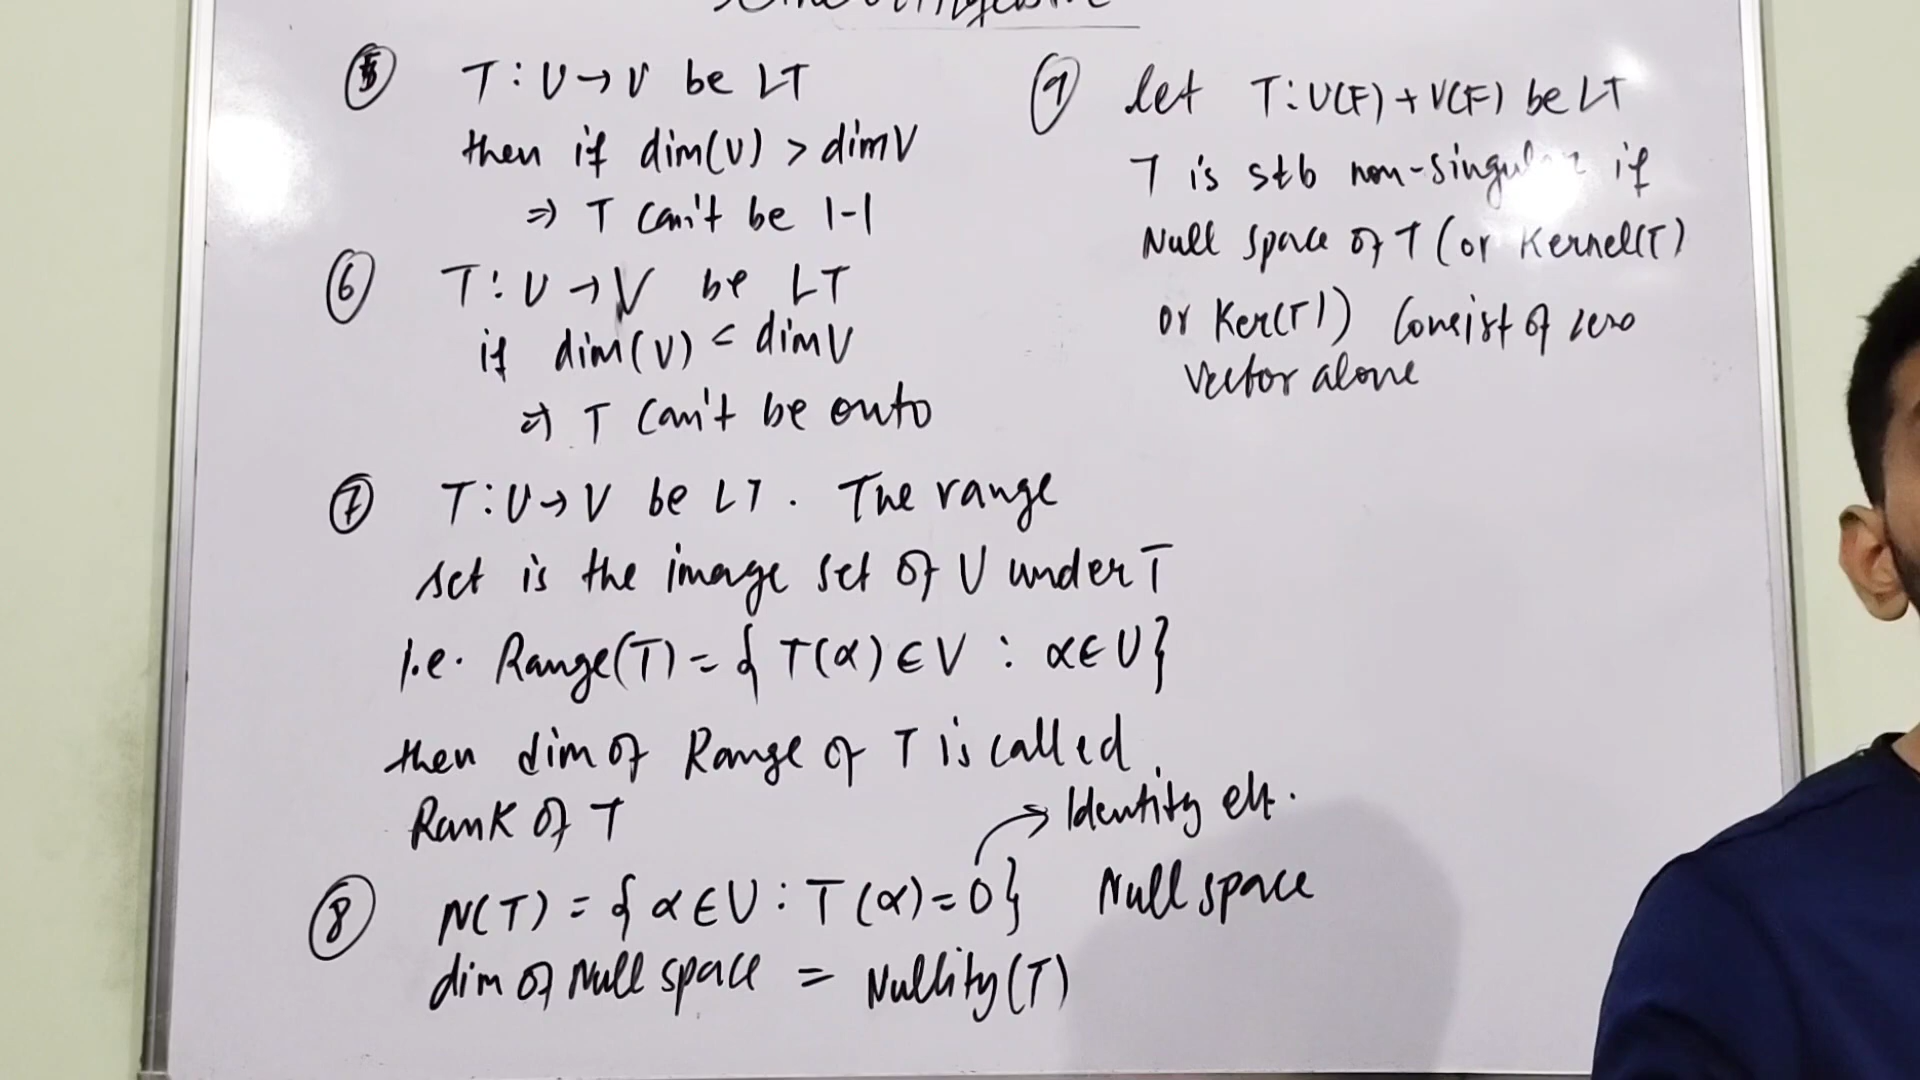 ⑤ T : U → V be LT
then if dim(U) > dim V
⇒ T can't be 1-1
⑥ T : U → V be LT
if dim(U) < dim V
⇒ T can't be onto
⑦ T : U → V be LT. The range
set is the image set of U under T
i.e. Range(T) = { T(α) ∈ V : α ∈ U }
then dim of Range of T is called
Rank of T
→ Identity elt.
⑧ N(T) = { α ∈ U : T(α) = 0 } Null space
dim of Null space = Nullity(T)
⑨ let T : U(F) → V(F) be LT
T is stb non-singular if
Null space of T (or Kernel(T)
or Ker(T)) consist of zero
vector alone